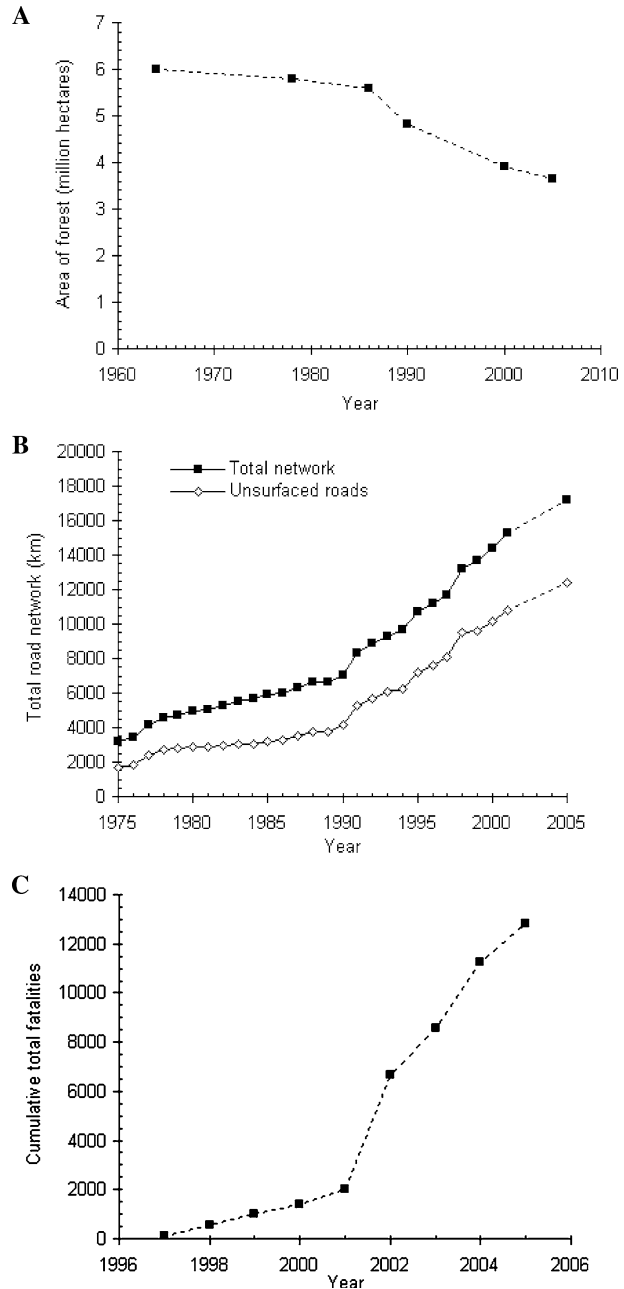 A
7
6
5
4
3
2
1
0
Area of forest (million hectares)
1960 1970 1980 1990 2000 2010
Year
B
20000
18000
16000
14000
12000
10000
8000
6000
4000
2000
0
Total road network (km)
Total network
Unsurfaced roads
1975 1980 1985 1990 1995 2000 2005
Year
C
14000
12000
10000
8000
6000
4000
2000
0
Cumulative total fatalities
1996 1998 2000 2002 2004 2006
Year